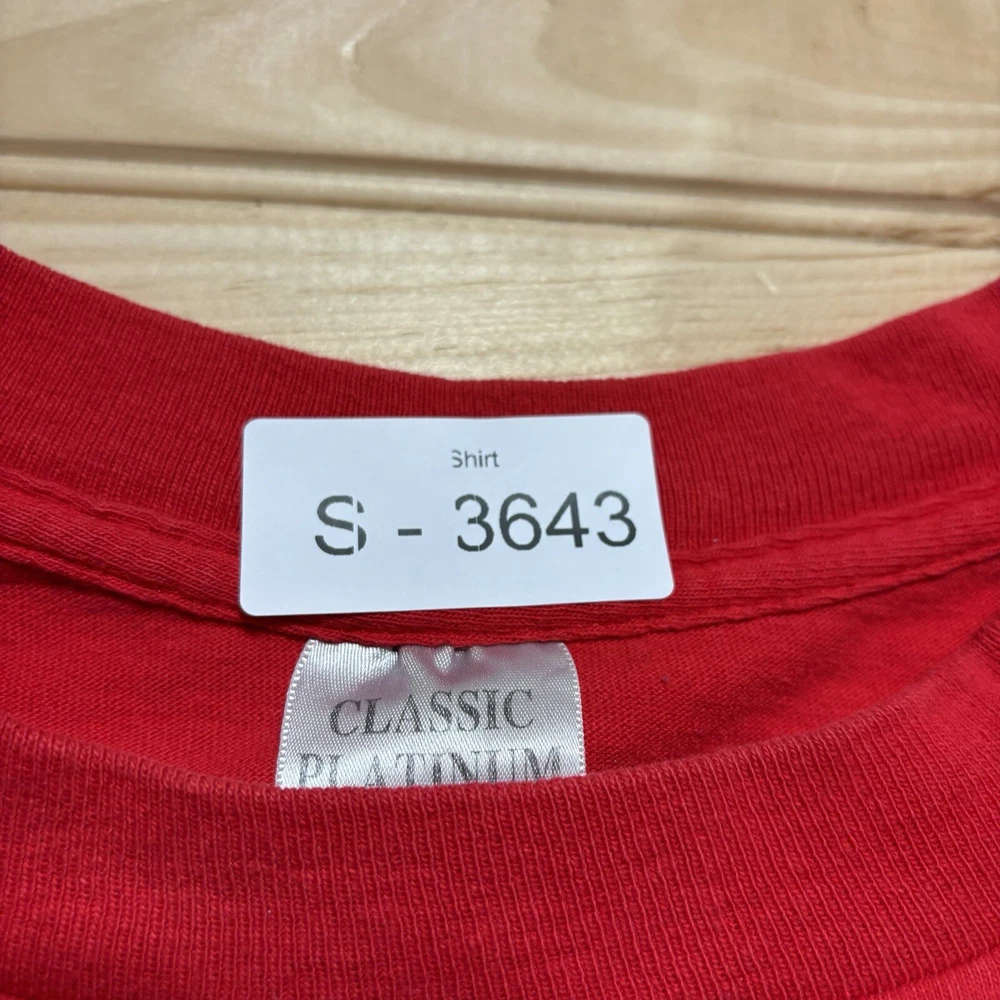 Shirt
S - 3643
CLASSIC
PLATINUM